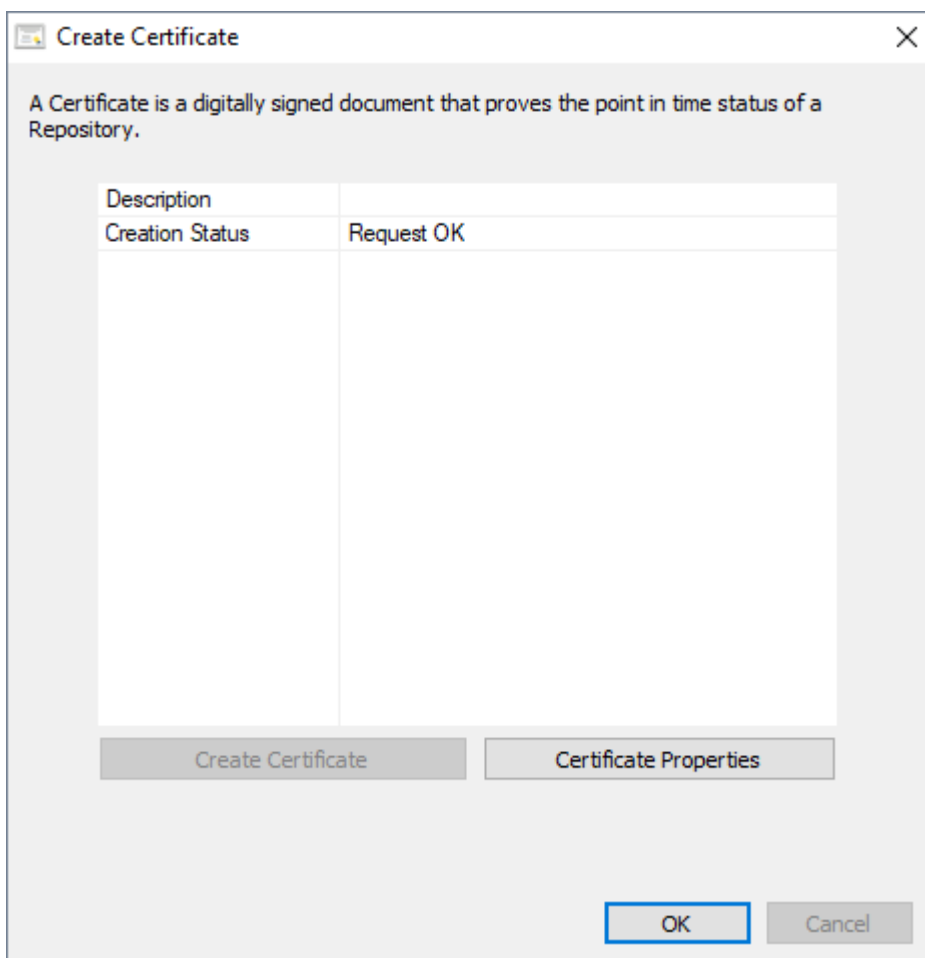 Create Certificate
A Certificate is a digitally signed document that proves the point in time status of a
Repository.
Description
Creation Status Request OK
Create Certificate Certificate Properties
OK Cancel